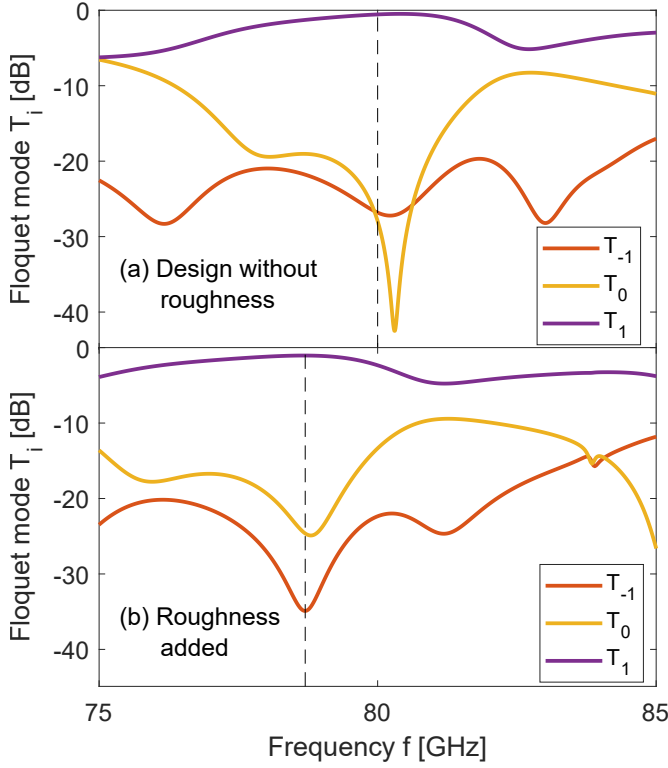 0
-10
-20
-30
-40
Floquet mode T_i [dB]
(a) Design without
roughness
T_-1
T_0
T_1
0
-10
-20
-30
-40
Floquet mode T_i [dB]
(b) Roughness
added
T_-1
T_0
T_1
75
80
85
Frequency f [GHz]